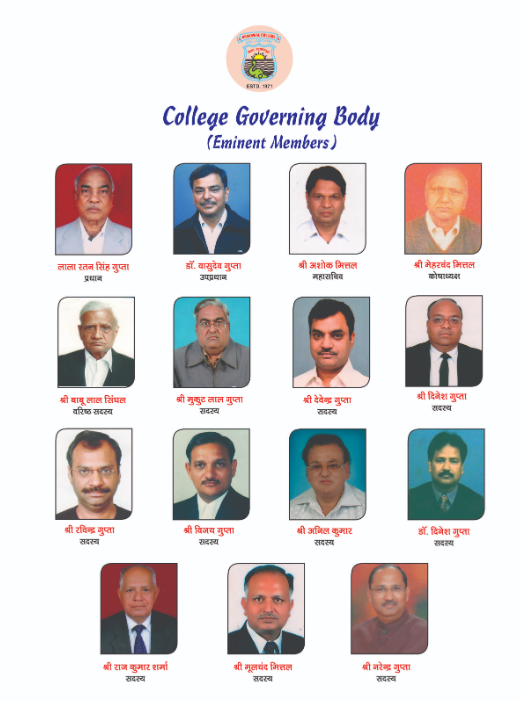 ESTD. 1971
College Governing Body
(Eminent Members)
लाला रतन सिंह गुप्ता
प्रधान
डॉ. वासुदेव गुप्ता
उपप्रधान
श्री अशोक मित्तल
महासचिव
श्री मेहरचंद मित्तल
कोषाध्यक्ष
श्री बाबू लाल सिंघल
वरिष्ठ सदस्य
श्री मुकुट लाल गुप्ता
सदस्य
श्री देवेन्द्र गुप्ता
सदस्य
श्री दिनेश गुप्ता
सदस्य
श्री रविन्द्र गुप्ता
सदस्य
श्री विजय गुप्ता
सदस्य
श्री अनिल कुमार
सदस्य
डॉ. दिनेश गुप्ता
सदस्य
श्री राज कुमार शर्मा
सदस्य
श्री मूलचंद मित्तल
सदस्य
श्री नरेन्द्र गुप्ता
सदस्य